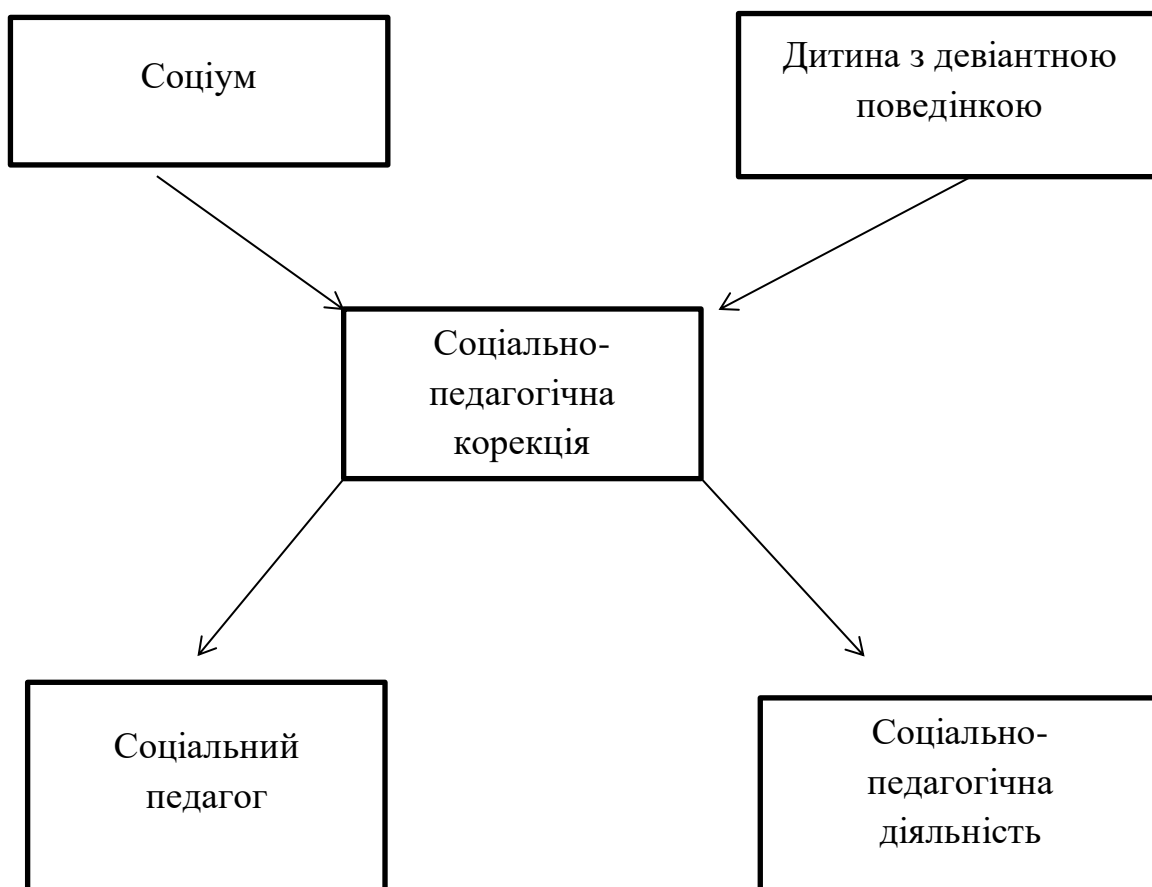 Соціум
Дитина з девіантною
поведінкою
Соціально-
педагогічна
корекція
Соціальний
педагог
Соціально-
педагогічна
діяльність